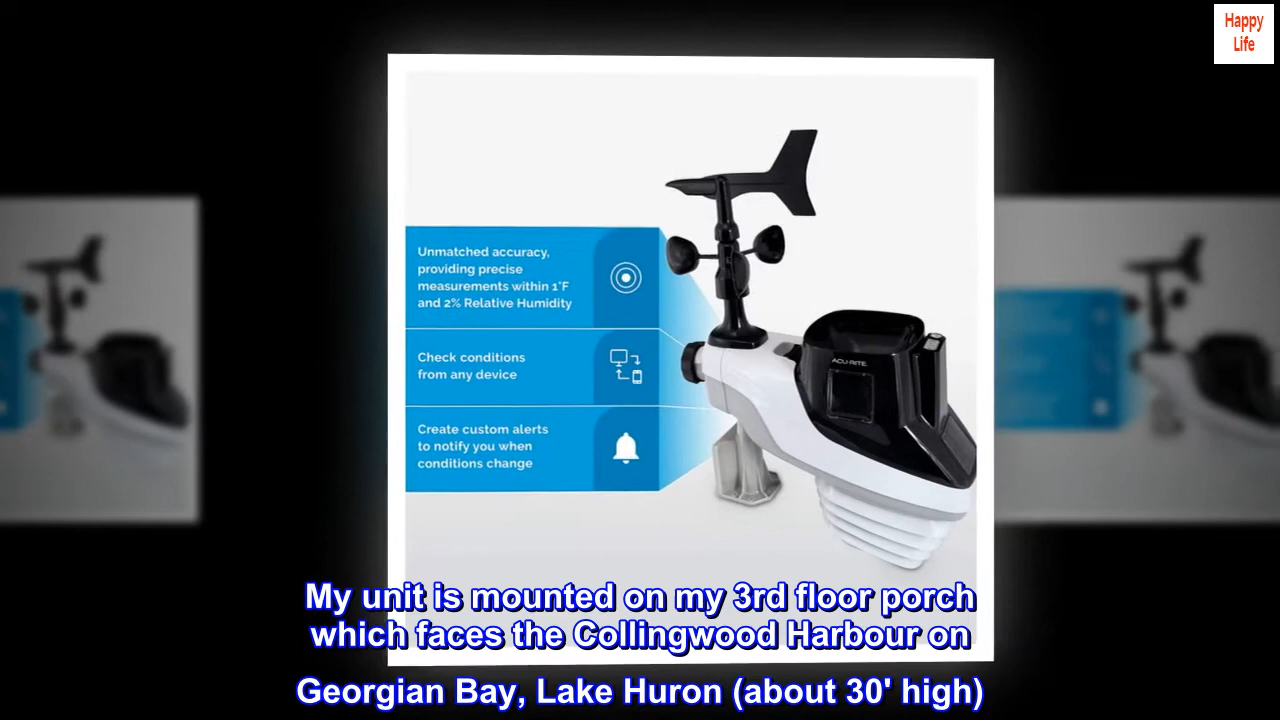 Happy
Life
Unmatched accuracy,
providing precise
measurements within 1°F
and 2% Relative Humidity
Check conditions
from any device
Create custom alerts
to notify you when
conditions change
ACU·RITE.
My unit is mounted on my 3rd floor porch
which faces the Collingwood Harbour on
Georgian Bay, Lake Huron (about 30' high)